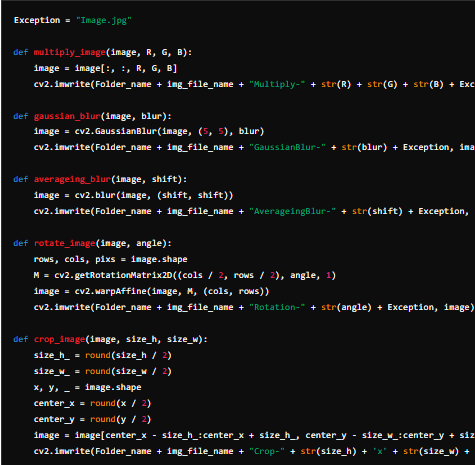 Exception = "Image.jpg"
def multiply_image(image, R, G, B):
image = image[:, :, R, G, B]
cv2.imwrite(Folder_name + img_file_name + "Multiply-" + str(R) + str(G) + str(B) + Exc
def gaussian_blur(image, blur):
image = cv2.GaussianBlur(image, (5, 5), blur)
cv2.imwrite(Folder_name + img_file_name + "GaussianBlur-" + str(blur) + Exception, ima
def averageing_blur(image, shift):
image = cv2.blur(image, (shift, shift))
cv2.imwrite(Folder_name + img_file_name + "AverageingBlur-" + str(shift) + Exception,
def rotate_image(image, angle):
rows, cols, pixs = image.shape
M = cv2.getRotationMatrix2D((cols / 2, rows / 2), angle, 1)
image = cv2.warpAffine(image, M, (cols, rows))
cv2.imwrite(Folder_name + img_file_name + "Rotation-" + str(angle) + Exception, image)
def crop_image(image, size_h, size_w):
size_h_ = round(size_h / 2)
size_w_ = round(size_w / 2)
x, y, _ = image.shape
center_x = round(x / 2)
center_y = round(y / 2)
image = image[center_x - size_h_:center_x + size_h_, center_y - size_w_:center_y + siz
cv2.imwrite(Folder_name + img_file_name + "Crop-" + str(size_h) + 'x' + str(size_w) +